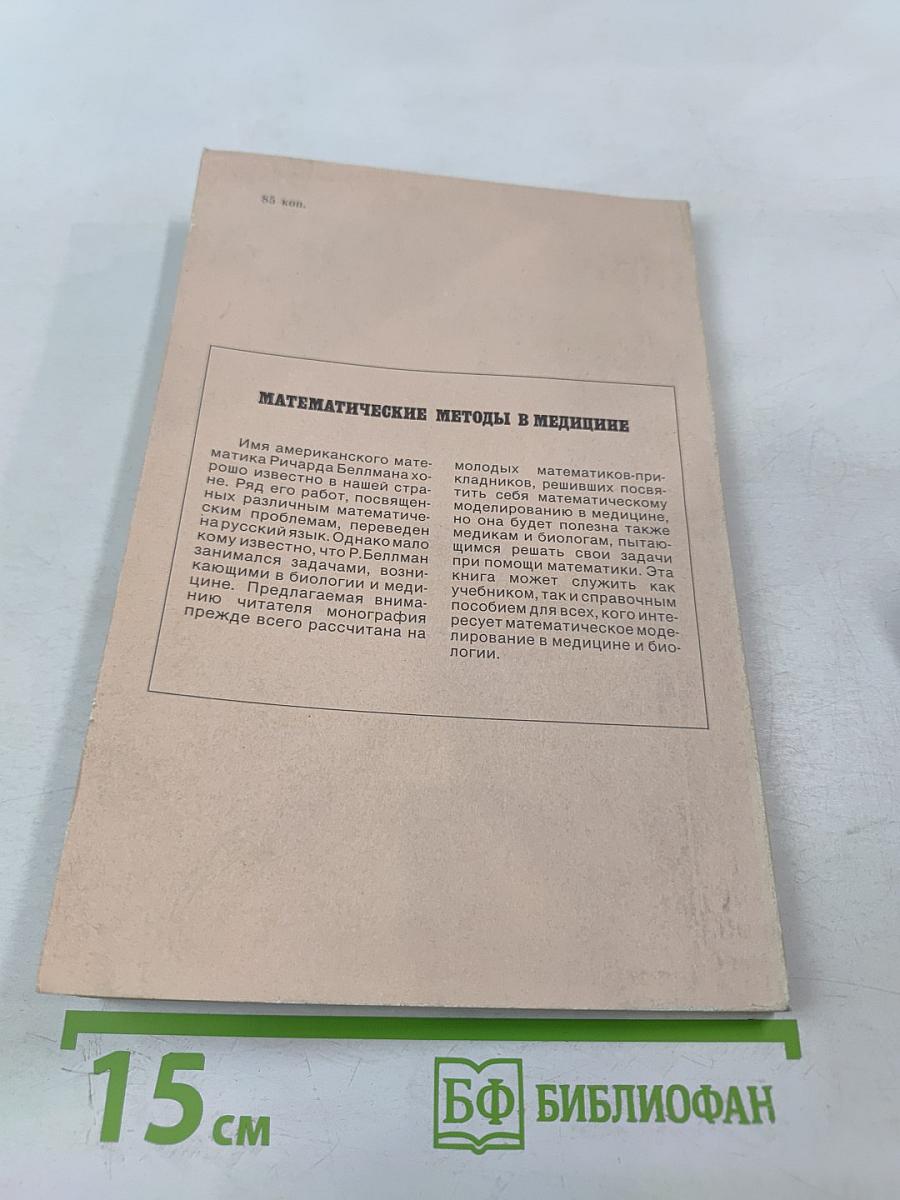 85 коп.
МАТЕМАТИЧЕСКИЕ МЕТОДЫ В МЕДИЦИНЕ
Имя американского мате-
матика Ричарда Беллмана хо-
рошо известно в нашей стра-
не. Ряд его работ, посвящен-
ных различным математиче-
ским проблемам, переведен
на русский язык. Однако мало
кому известно, что Р.Беллман
занимался задачами, возни-
кающими в биологии и меди-
цине. Предлагаемая внима-
нию читателя монография
прежде всего рассчитана на
молодых математиков-при-
кладников, решивших посвя-
тить себя математическому
моделированию в медицине,
но она будет полезна также
медикам и биологам, пытаю-
щимся решать свои задачи
при помощи математики. Эта
книга может служить как
учебником, так и справочным
пособием для всех, кого инте-
ресует математическое моде-
лирование в медицине и био-
логии.
15 см
БФ БИБЛИОФАН